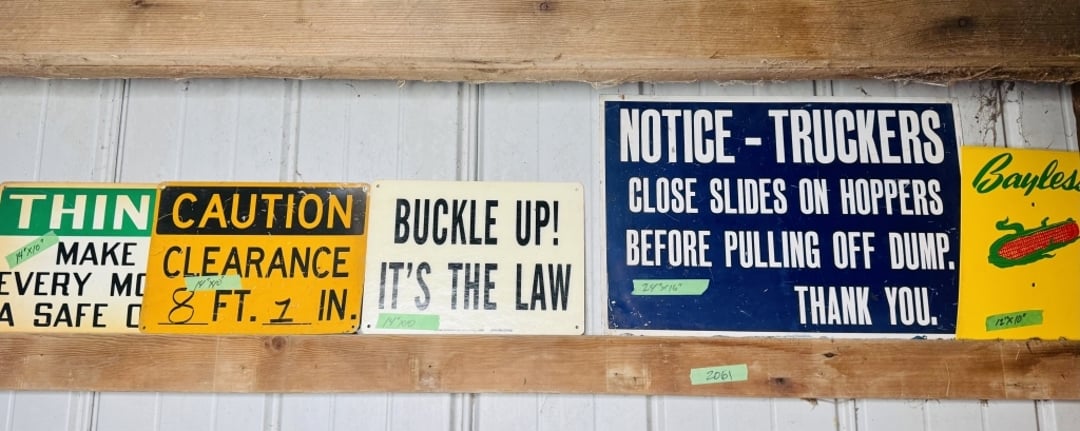 THIN
MAKE
EVERY MO
A SAFE
14"X10"
CAUTION
CLEARANCE
8 FT. 1 IN.
14"X10"
BUCKLE UP!
IT'S THE LAW
14"X10"
NOTICE - TRUCKERS
CLOSE SLIDES ON HOPPERS
BEFORE PULLING OFF DUMP.
THANK YOU.
24"X16"
Bayles
12"X10"
2061